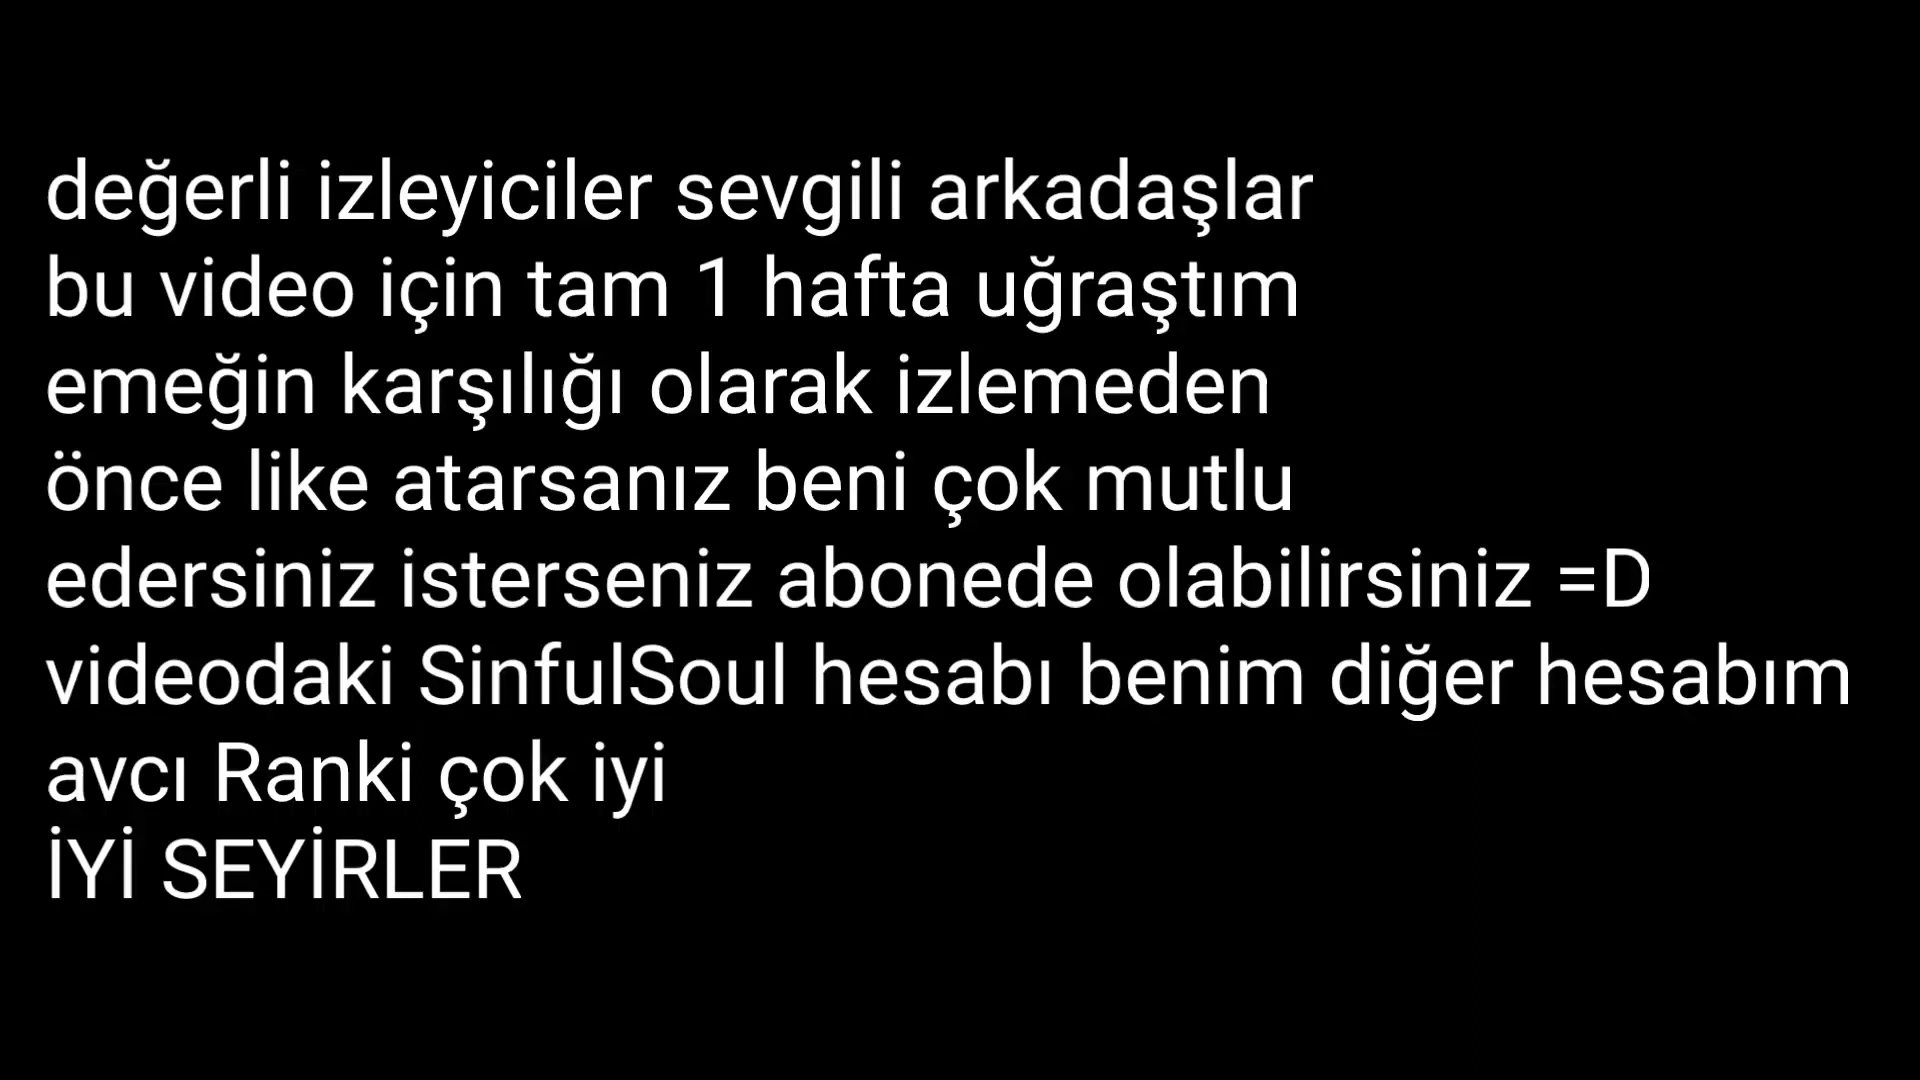 değerli izleyiciler sevgili arkadaşlar
bu video için tam 1 hafta uğraştım
emeğin karşılığı olarak izlemeden
önce like atarsanız beni çok mutlu
edersiniz isterseniz abonede olabilirsiniz =D
videodaki SinfulSoul hesabı benim diğer hesabım
avcı Ranki çok iyi
İYİ SEYİRLER